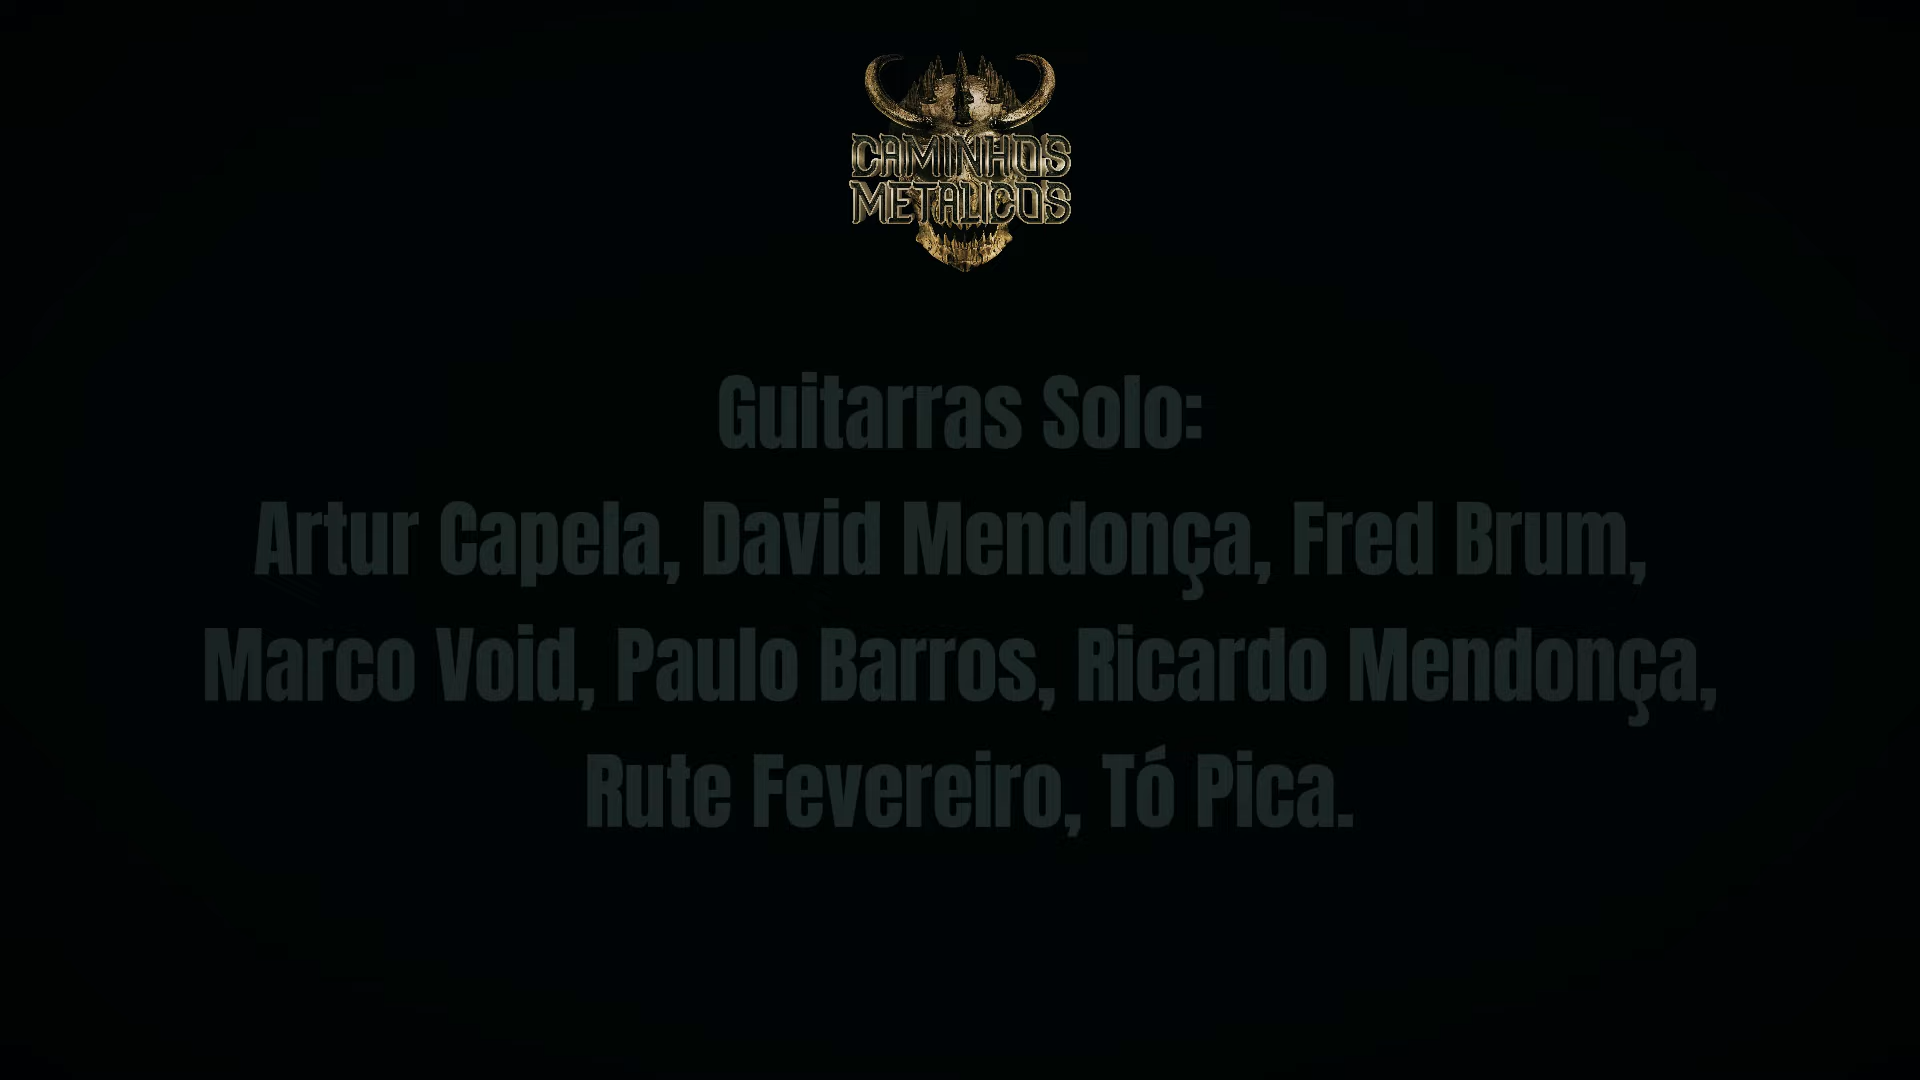 CAMINHOS
METALICOS
Guitarras Solo:
Artur Capela, David Mendonça, Fred Brum,
Marco Void, Paulo Barros, Ricardo Mendonça,
Rute Fevereiro, Tó Pica.